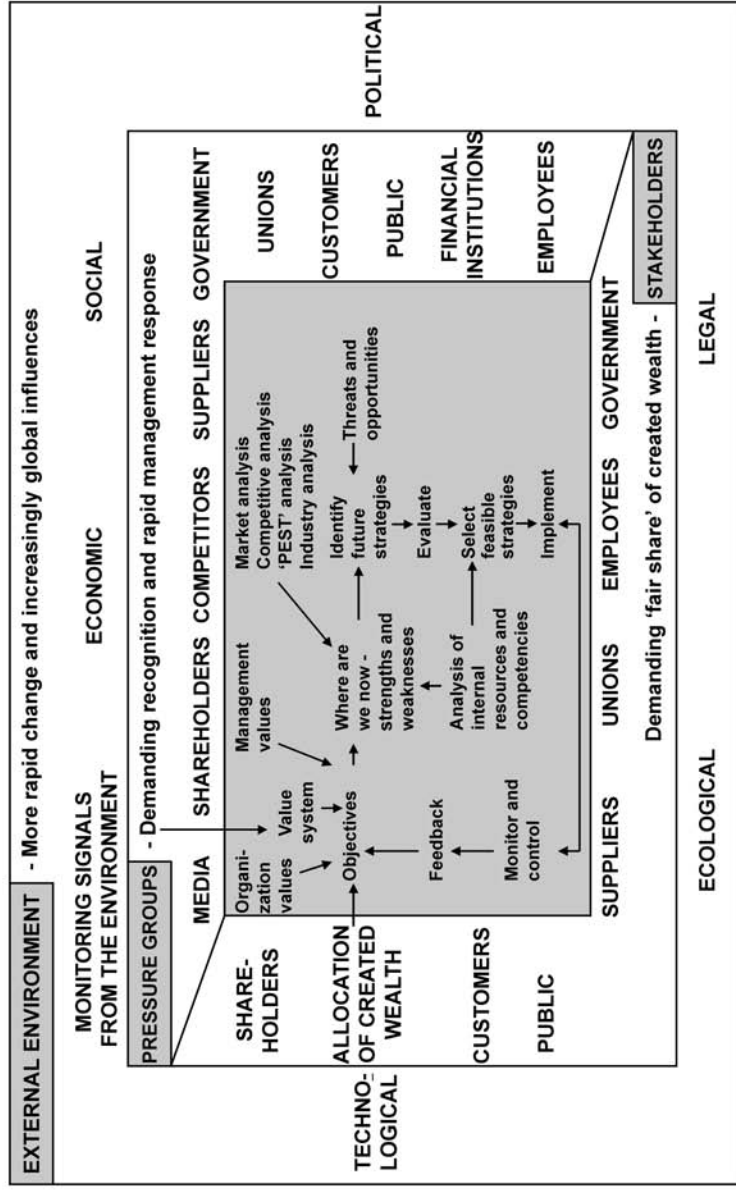 EXTERNAL ENVIRONMENT - More rapid change and increasingly global influences
MONITORING SIGNALS
FROM THE ENVIRONMENT
ECONOMIC
SOCIAL
PRESSURE GROUPS - Demanding recognition and rapid management response
MEDIA SHAREHOLDERS COMPETITORS SUPPLIERS GOVERNMENT
SHARE-
HOLDERS
ALLOCATION
OF CREATED
WEALTH
CUSTOMERS
PUBLIC
TECHNO-
LOGICAL
Organi-
zation
values
Value
system
Management
values
Market analysis
Competitive analysis
'PEST' analysis
Industry analysis
Objectives
Where are
we now -
strengths and
weaknesses
Identify
future
strategies
Threats and
opportunities
Feedback
Evaluate
Monitor and
control
Analysis of
internal
resources and
competencies
Select
feasible
strategies
Implement
UNIONS
CUSTOMERS
PUBLIC
FINANCIAL
INSTITUTIONS
EMPLOYEES
POLITICAL
SUPPLIERS UNIONS EMPLOYEES GOVERNMENT
Demanding 'fair share' of created wealth - STAKEHOLDERS
ECOLOGICAL
LEGAL